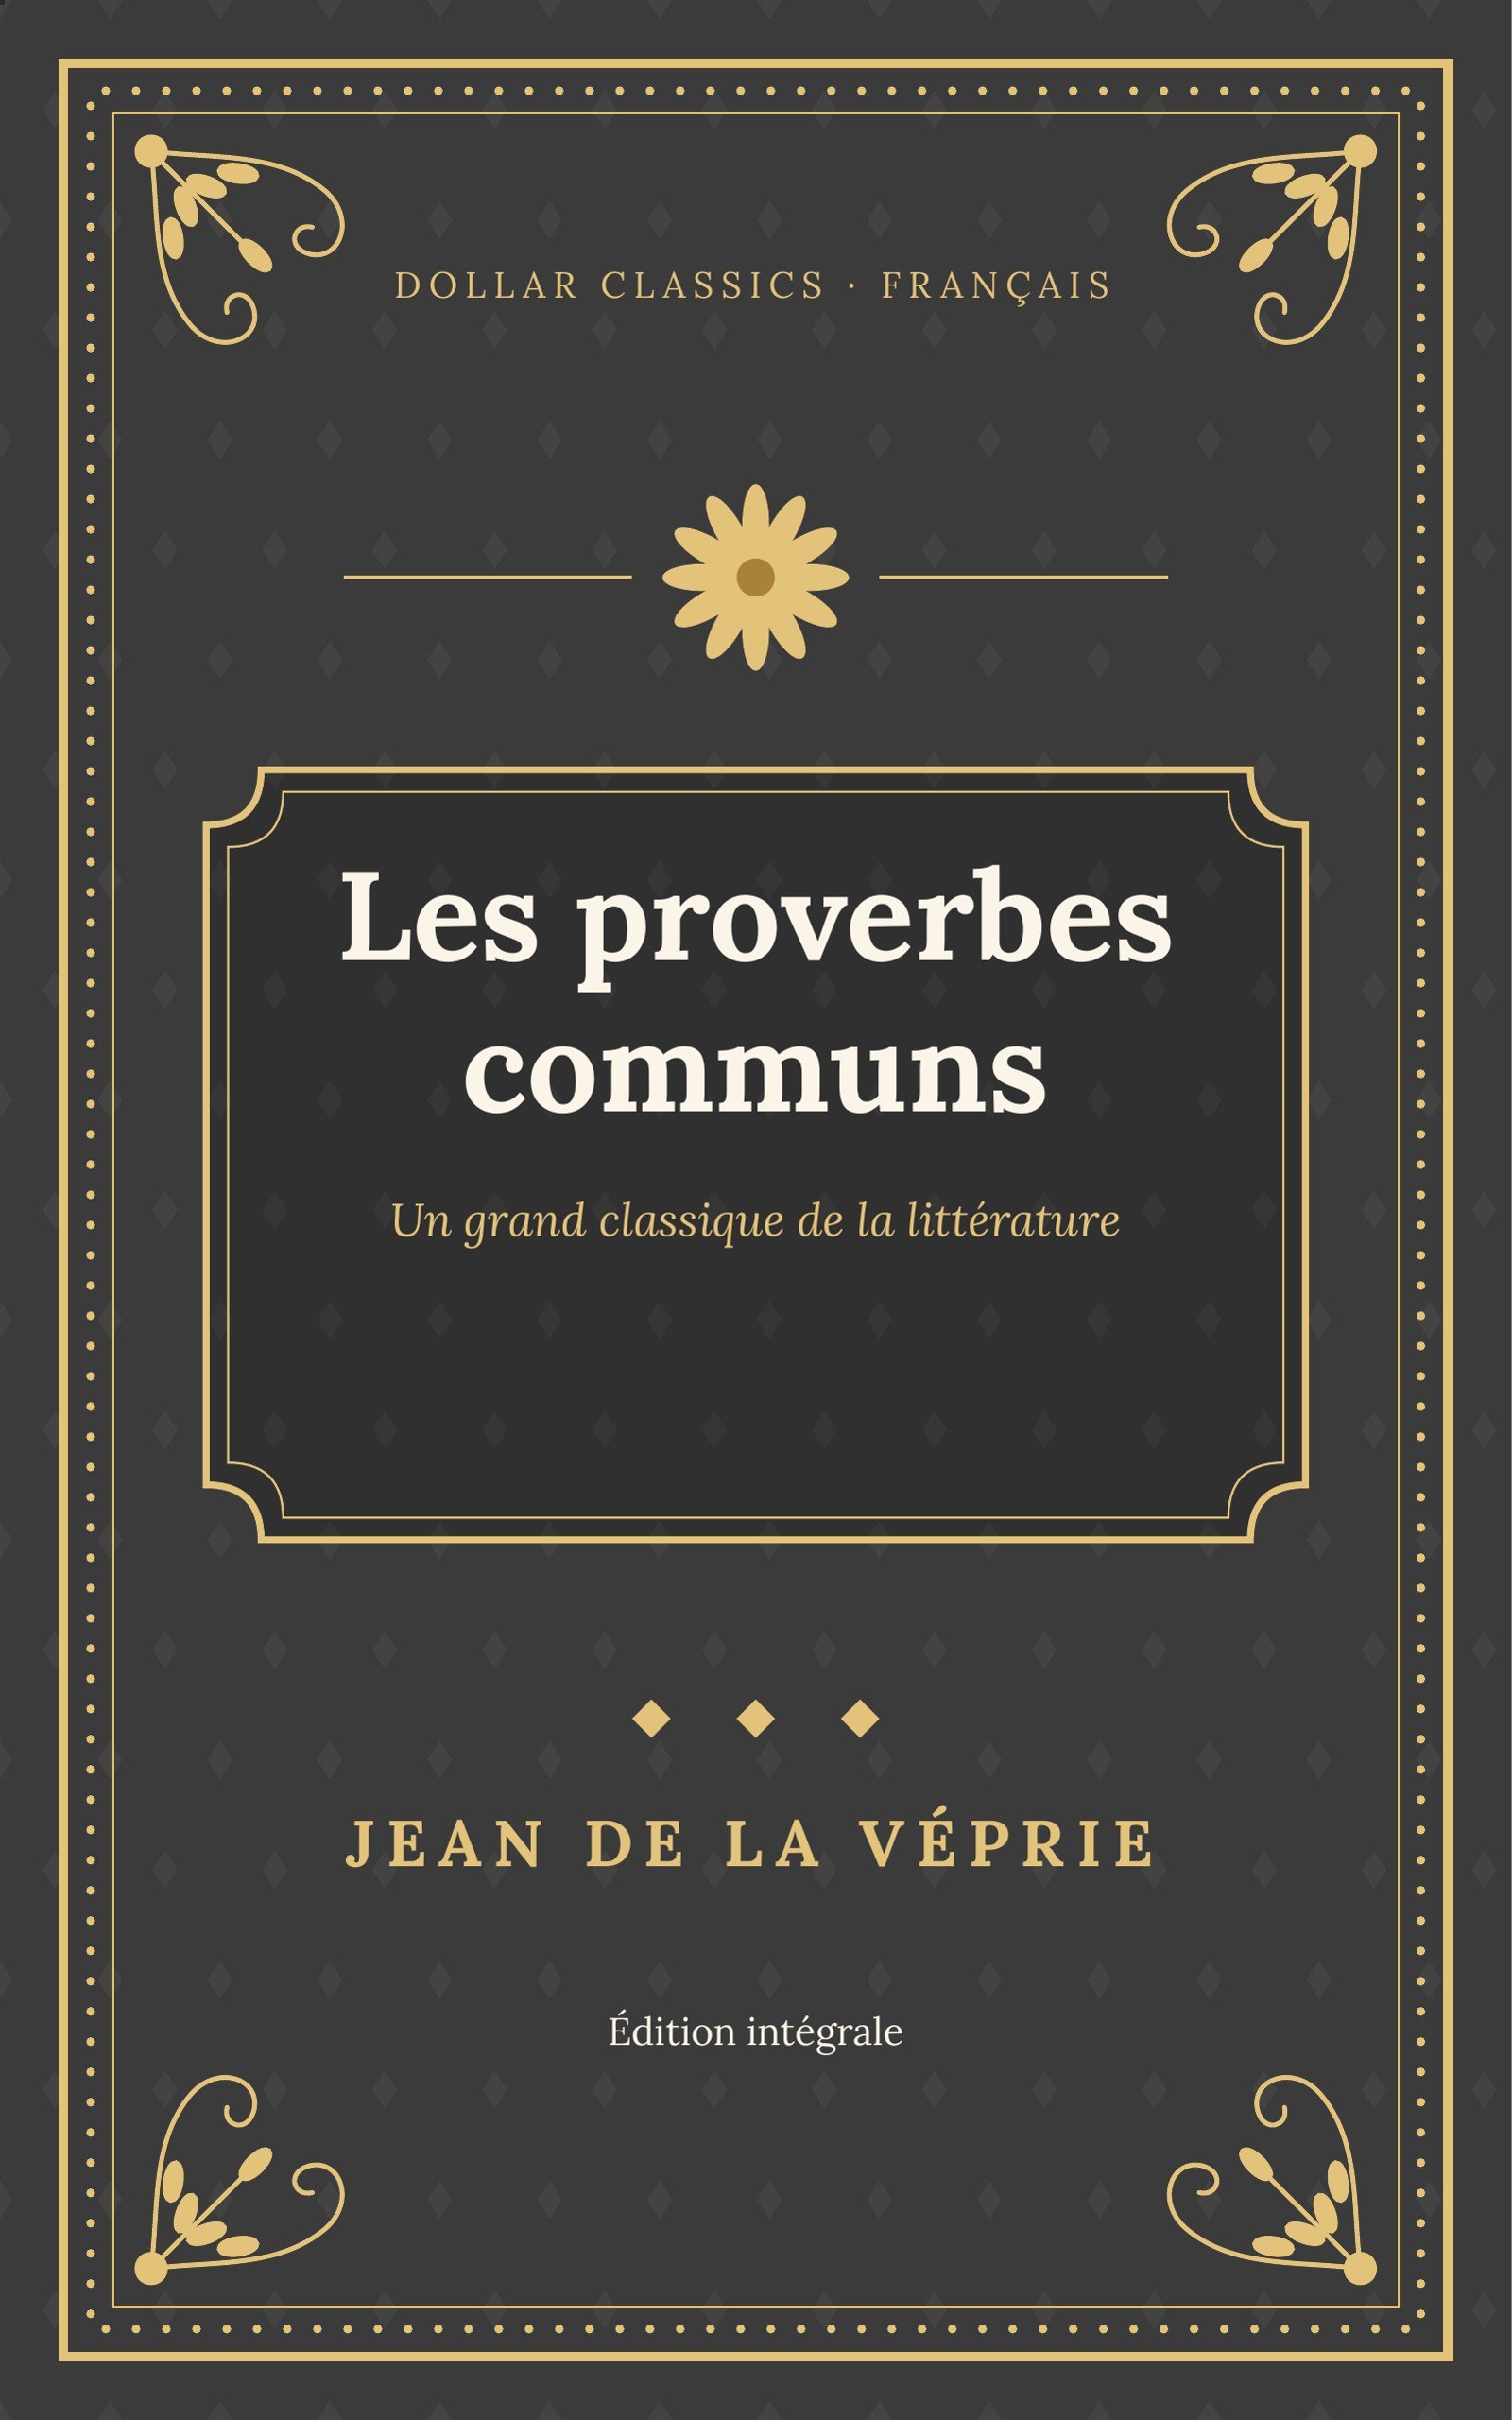 DOLLAR CLASSICS · FRANÇAIS
Les proverbes
communs
Un grand classique de la littérature
JEAN DE LA VÉPRIE
Édition intégrale